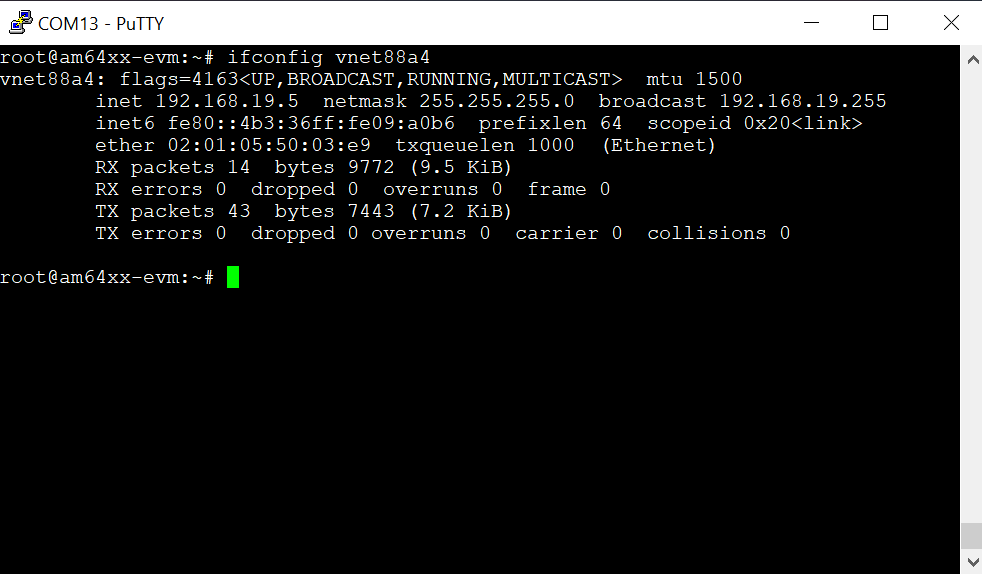 COM13 - PuTTY
root@am64xx-evm:~# ifconfig vnet88a4
vnet88a4: flags=4163<UP,BROADCAST,RUNNING,MULTICAST>  mtu 1500
        inet 192.168.19.5  netmask 255.255.255.0  broadcast 192.168.19.255
        inet6 fe80::4b3:36ff:fe09:a0b6  prefixlen 64  scopeid 0x20<link>
        ether 02:01:05:50:03:e9  txqueuelen 1000  (Ethernet)
        RX packets 14  bytes 9772 (9.5 KiB)
        RX errors 0  dropped 0  overruns 0  frame 0
        TX packets 43  bytes 7443 (7.2 KiB)
        TX errors 0  dropped 0 overruns 0  carrier 0  collisions 0
root@am64xx-evm:~#